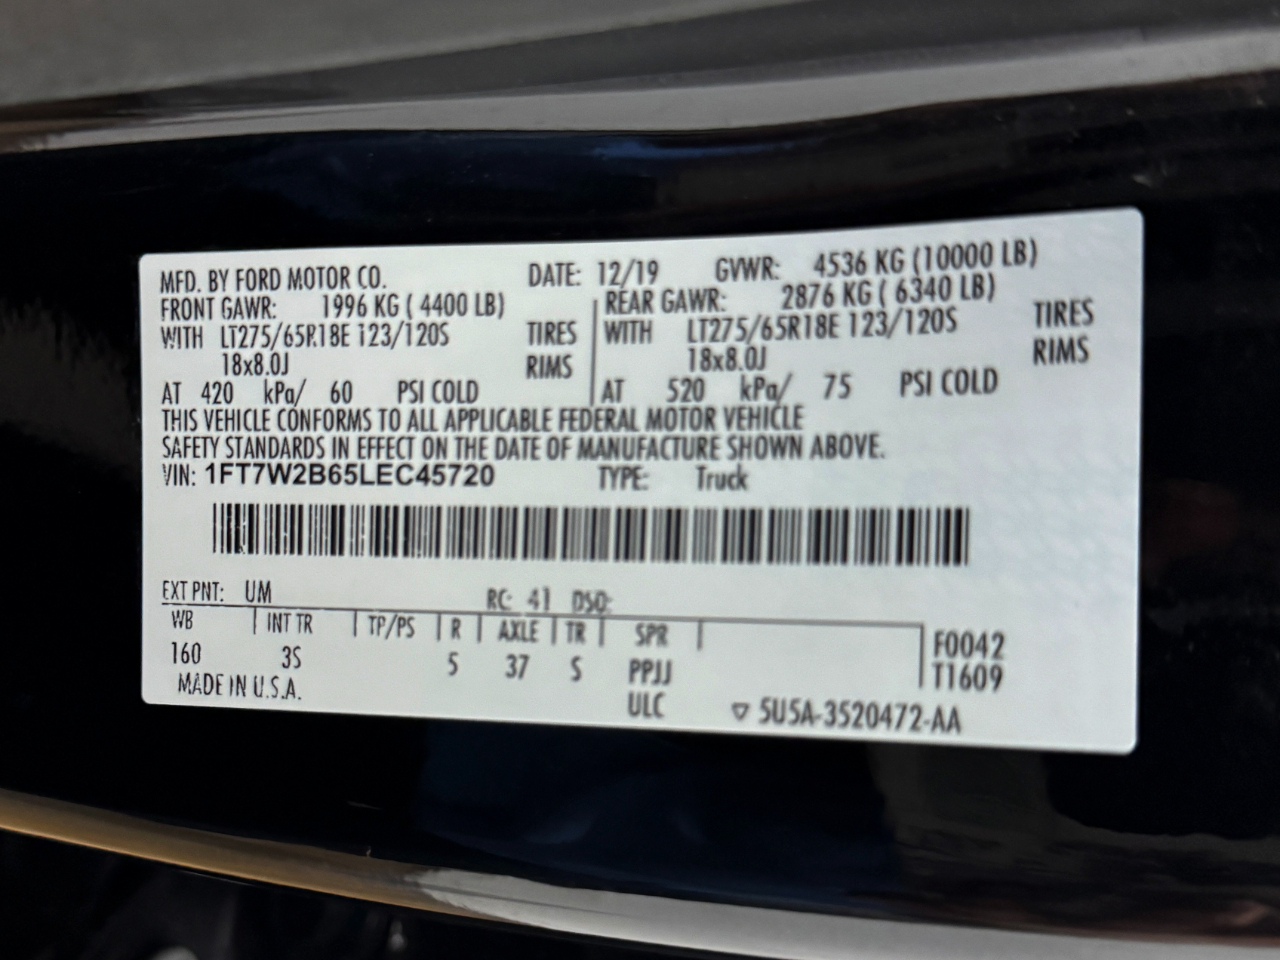 MFD. BY FORD MOTOR CO. DATE: 12/19 GVWR: 4536 KG (10000 LB)
FRONT GAWR: 1996 KG ( 4400 LB) REAR GAWR: 2876 KG ( 6340 LB)
WITH LT275/65R18E 123/120S TIRES WITH LT275/65R18E 123/120S TIRES
18x8.0J RIMS 18x8.0J RIMS
AT 420 kPa/ 60 PSI COLD AT 520 kPa/ 75 PSI COLD
THIS VEHICLE CONFORMS TO ALL APPLICABLE FEDERAL MOTOR VEHICLE
SAFETY STANDARDS IN EFFECT ON THE DATE OF MANUFACTURE SHOWN ABOVE.
VIN: 1FT7W2B65LEC45720 TYPE: Truck
EXT PNT: UM RC: 41 DSO:
WB INT TR TP/PS R AXLE TR SPR F0042
160 3S 5 37 S PPJJ T1609
MADE IN U.S.A. ULC ▽ 5U5A-3520472-AA